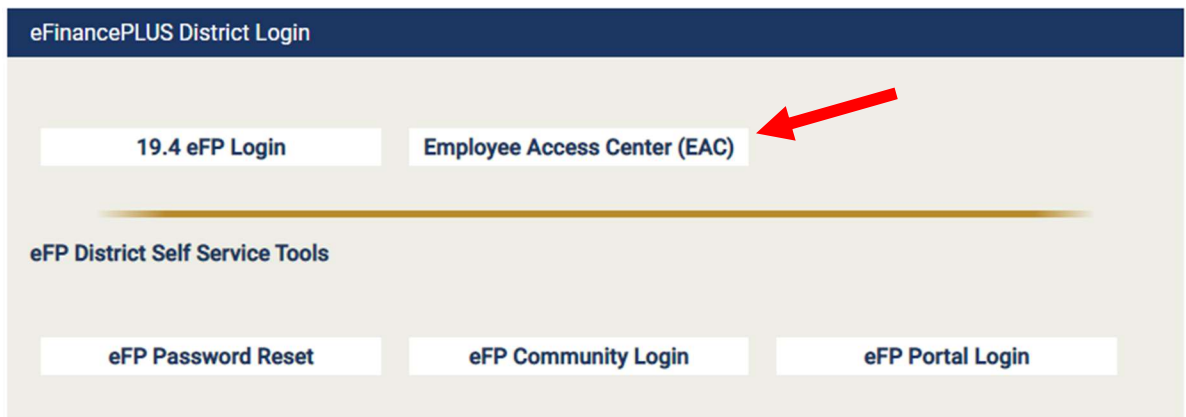 eFinancePLUS District Login
19.4 eFP Login
Employee Access Center (EAC)
eFP District Self Service Tools
eFP Password Reset
eFP Community Login
eFP Portal Login